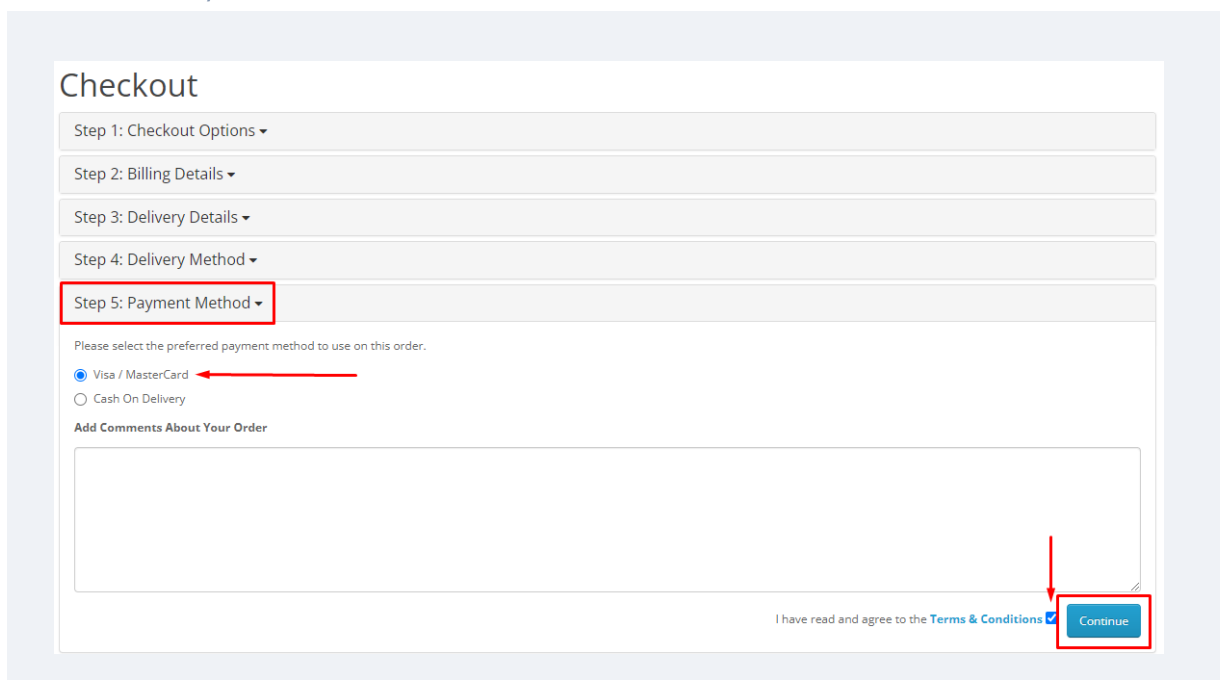 Checkout
Step 1: Checkout Options
Step 2: Billing Details
Step 3: Delivery Details
Step 4: Delivery Method
Step 5: Payment Method
Please select the preferred payment method to use on this order.
Visa / MasterCard
Cash On Delivery
Add Comments About Your Order
I have read and agree to the Terms & Conditions
Continue